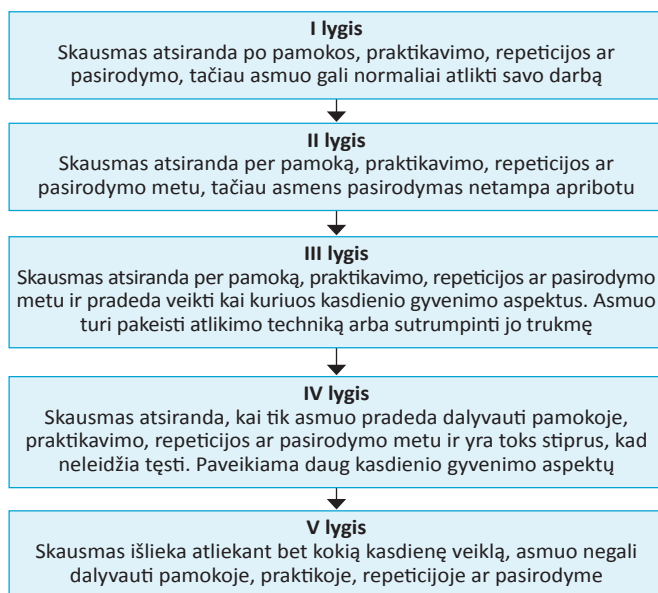 I lygis
Skausmas atsiranda po pamokos, praktikavimo, repeticijos ar
pasirodymo, tačiau asmuo gali normaliai atlikti savo darbą
II lygis
Skausmas atsiranda per pamoką, praktikavimo, repeticijos ar
pasirodymo metu, tačiau asmens pasirodymas netampa apribotu
III lygis
Skausmas atsiranda per pamoką, praktikavimo, repeticijos ar pasirodymo
metu ir pradeda veikti kai kuriuos kasdienio gyvenimo aspektus. Asmuo
turi pakeisti atlikimo techniką arba sutrumpinti jo trukmę
IV lygis
Skausmas atsiranda, kai tik asmuo pradeda dalyvauti pamokoje,
praktikavimo, repeticijos ar pasirodymo metu ir yra toks stiprus, kad
neleidžia tęsti. Paveikiama daug kasdienio gyvenimo aspektų
V lygis
Skausmas išlieka atliekant bet kokią kasdienę veiklą, asmuo negali
dalyvauti pamokoje, praktikoje, repeticijoje ar pasirodyme